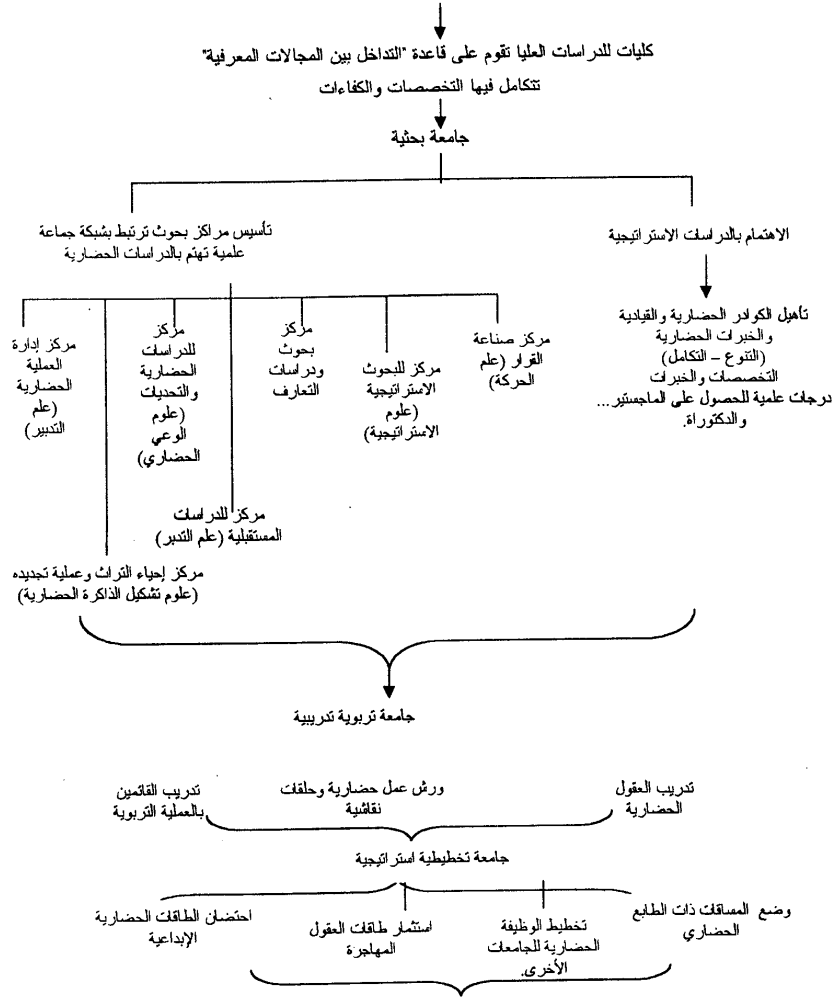 كليات للدراسات العليا تقوم على قاعدة "التداخل بين المجالات المعرفية"
تتكامل فيها التخصصات والكفاءات
جامعة بحثية
الاهتمام بالدراسات الاستراتيجية
تأهيل الكوادر الحضارية والقيادية
والخبرات الحضارية
(التنوع – التكامل)
التخصصات والخبرات
درجات علمية للحصول على الماجستير...
والدكتوراة.
تأسيس مراكز بحوث ترتبط بشبكة جماعة
علمية تهتم بالدراسات الحضارية
مركز صناعة
القرار (علم
الحركة)
مركز للبحوث
الاستراتيجية
(علوم
الاستراتيجية)
مركز
بحوث
ودراسات
التعارف
مركز
للدراسات
الحضارية
والتحديات
(علوم
الوعي
الحضاري)
مركز إدارة
العملية
الحضارية
(علم
التدبير)
مركز للدراسات
المستقبلية (علم التدبر)
مركز إحياء التراث وعملية تجديده
(علوم تشكيل الذاكرة الحضارية)
جامعة تربوية تدريبية
تدريب العقول
الحضارية
ورش عمل حضارية وحلقات
نقاشية
تدريب القائمين
بالعملية التربوية
جامعة تخطيطية استراتيجية
وضع المساقات ذات الطابع
الحضاري
تخطيط الوظيفة
الحضارية للجامعات
الأخرى.
استثمار طاقات العقول
المهاجرة
احتضان الطاقات الحضارية
الإبداعية